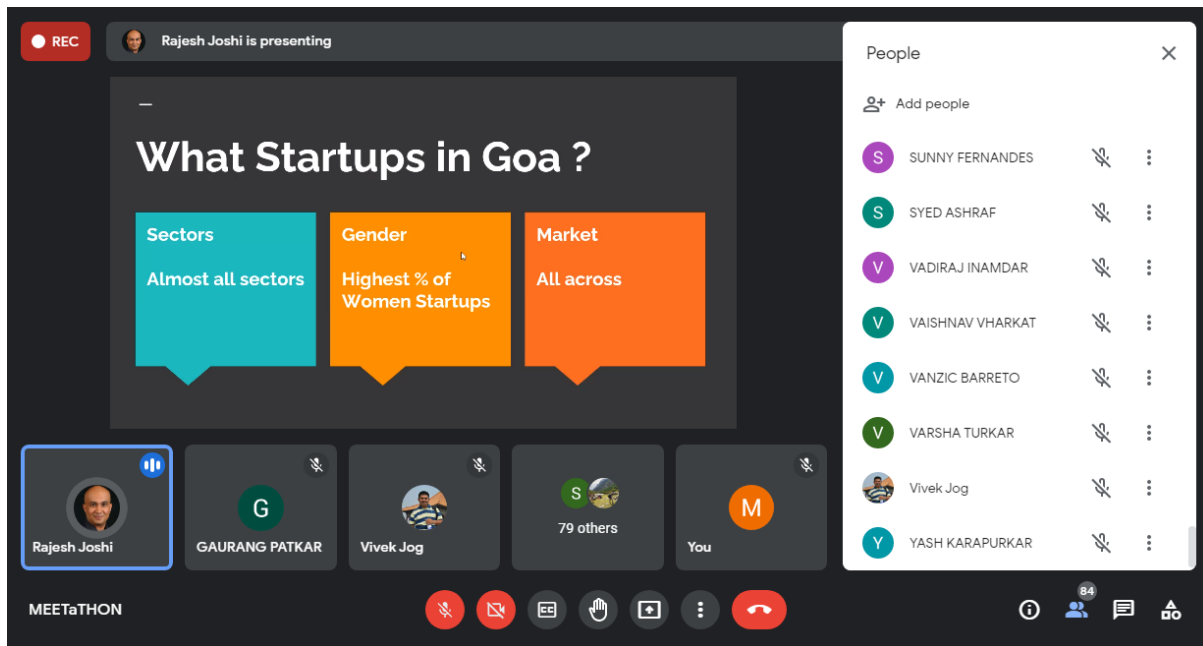 REC
Rajesh Joshi is presenting
What Startups in Goa ?
Sectors
Almost all sectors
Gender
Highest % of
Women Startups
Market
All across
Rajesh Joshi
G
GAURANG PATKAR
Vivek Jog
S
79 others
M
You
MEETaTHON
CC
84
People
Add people
S SUNNY FERNANDES
S SYED ASHRAF
V VADIRAJ INAMDAR
V VAISHNAV VHARKAT
V VANZIC BARRETO
V VARSHA TURKAR
Vivek Jog
Y YASH KARAPURKAR